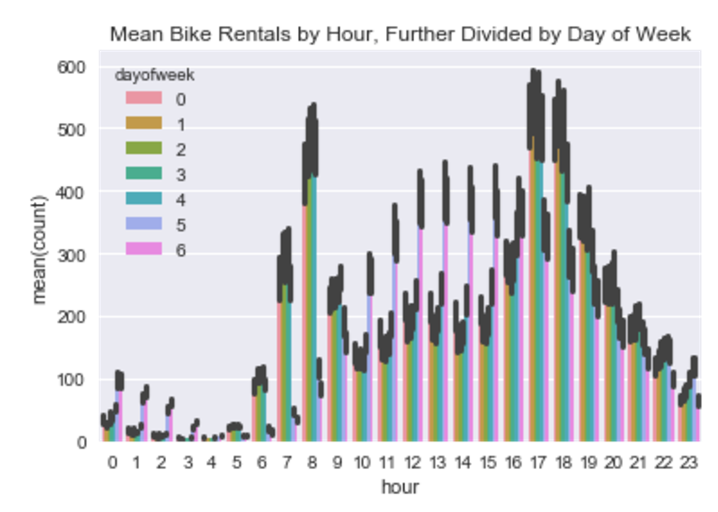 Mean Bike Rentals by Hour, Further Divided by Day of Week
600
500
400
300
200
100
0
mean(count)
dayofweek
0
1
2
3
4
5
6
0 1 2 3 4 5 6 7 8 9 10 11 12 13 14 15 16 17 18 19 20 21 22 23
hour